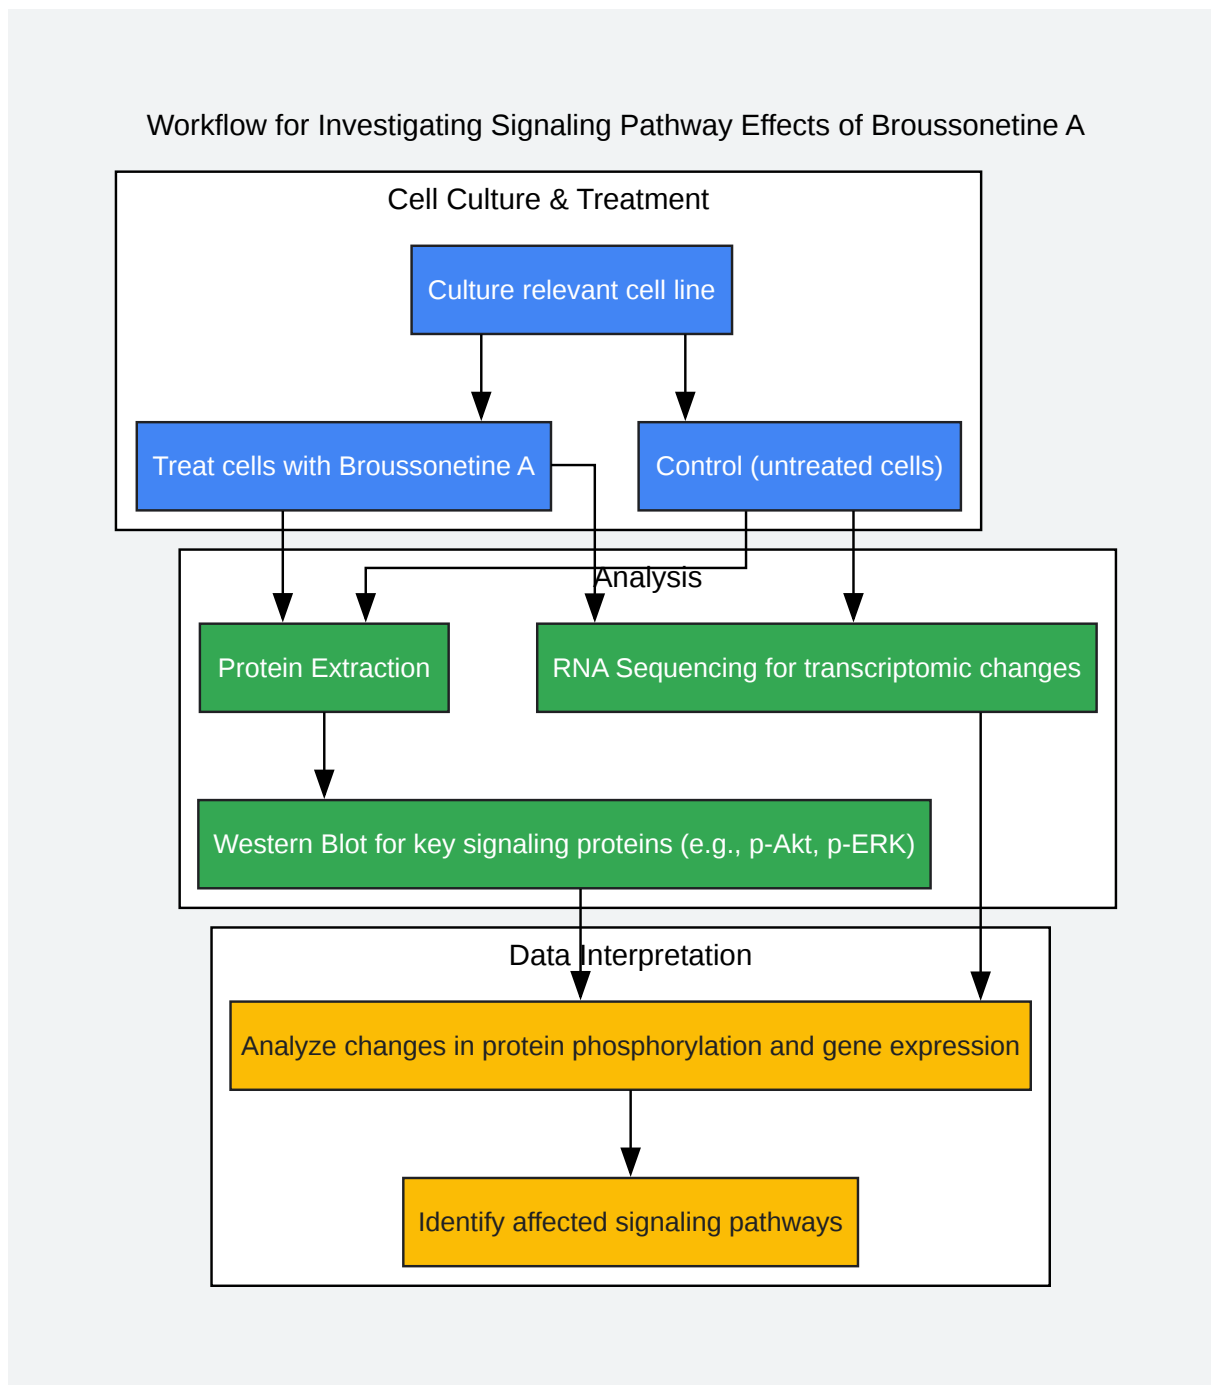 Workflow for Investigating Signaling Pathway Effects of Broussonetine A
Cell Culture & Treatment
Culture relevant cell line
Treat cells with Broussonetine A
Control (untreated cells)
Analysis
Protein Extraction
RNA Sequencing for transcriptomic changes
Western Blot for key signaling proteins (e.g., p-Akt, p-ERK)
Data Interpretation
Analyze changes in protein phosphorylation and gene expression
Identify affected signaling pathways